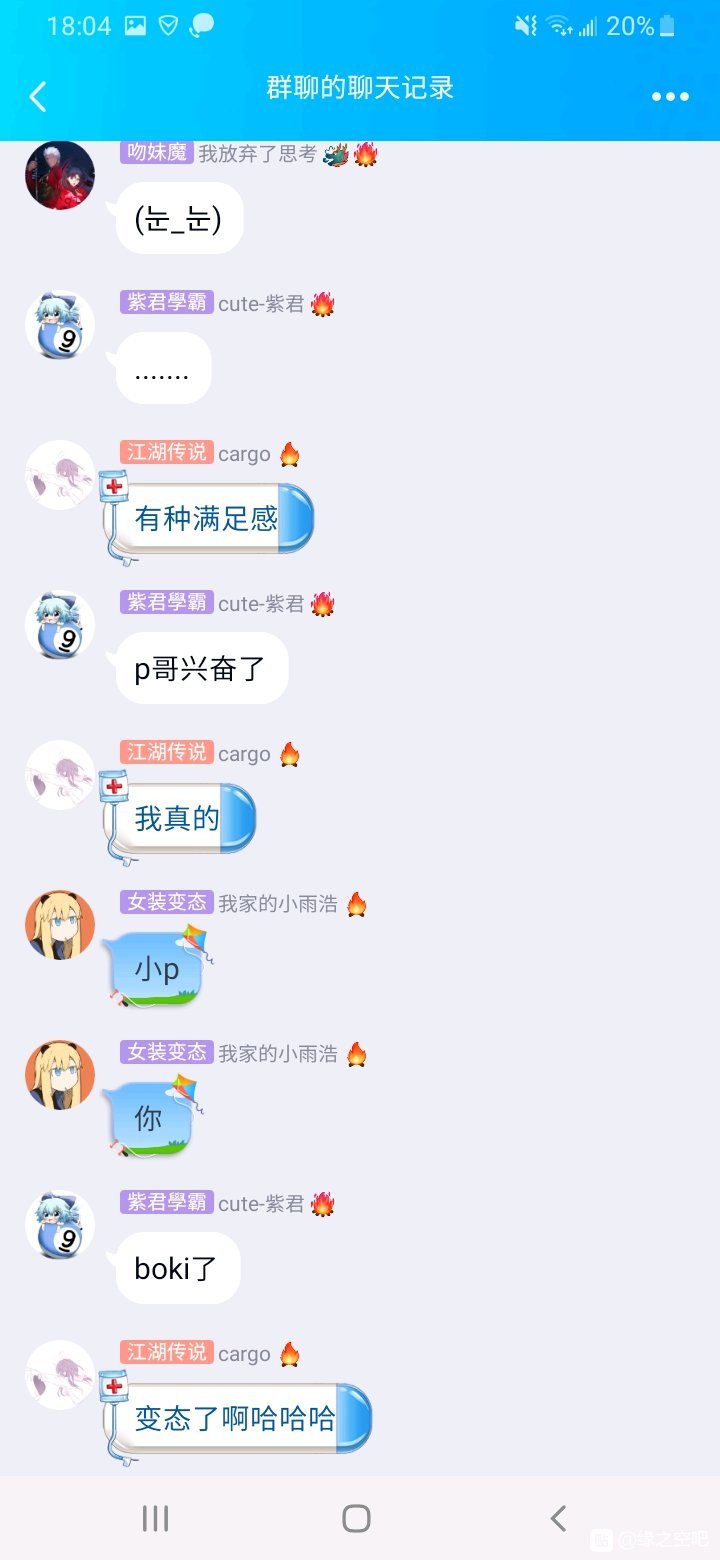 18:04
20%
群聊的聊天记录
吻妹魔 我放弃了思考
(눈_눈)
紫君學霸 cute-紫君
.......
江湖传说 cargo
有种满足感
紫君學霸 cute-紫君
p哥兴奋了
江湖传说 cargo
我真的
女装变态 我家的小雨浩
小p
女装变态 我家的小雨浩
你
紫君學霸 cute-紫君
boki了
江湖传说 cargo
变态了啊哈哈哈
贴 @缘之空吧